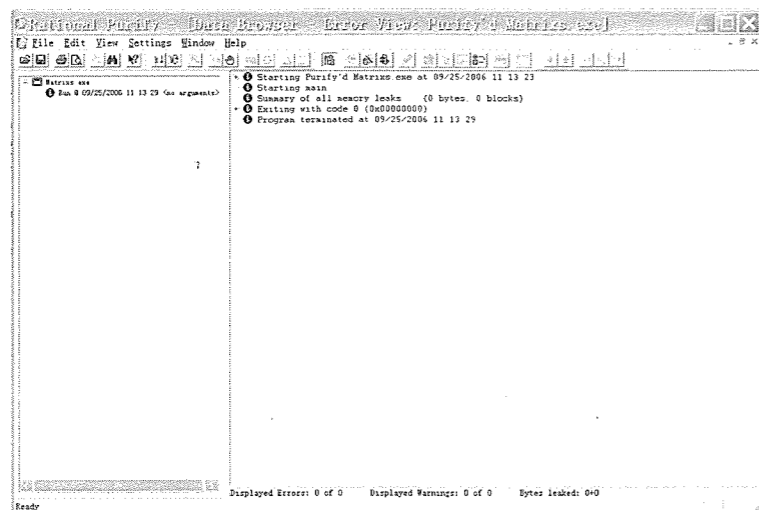 Rational Purify - [Data Browser - Error View: Purify'd Matrixs.exe]
File Edit View Settings Window Help
Matrixs exe
Run @ 09/25/2006 11 13 29 <no arguments>
Starting Purify'd Matrixs.exe at 09/25/2006 11 13 23
Starting main
Summary of all memory leaks {0 bytes, 0 blocks}
Exiting with code 0 {0x00000000}
Program terminated at 09/25/2006 11 13 29
Displayed Errors: 0 of 0 Displayed Warnings: 0 of 0 Bytes leaked: 0+0
Ready